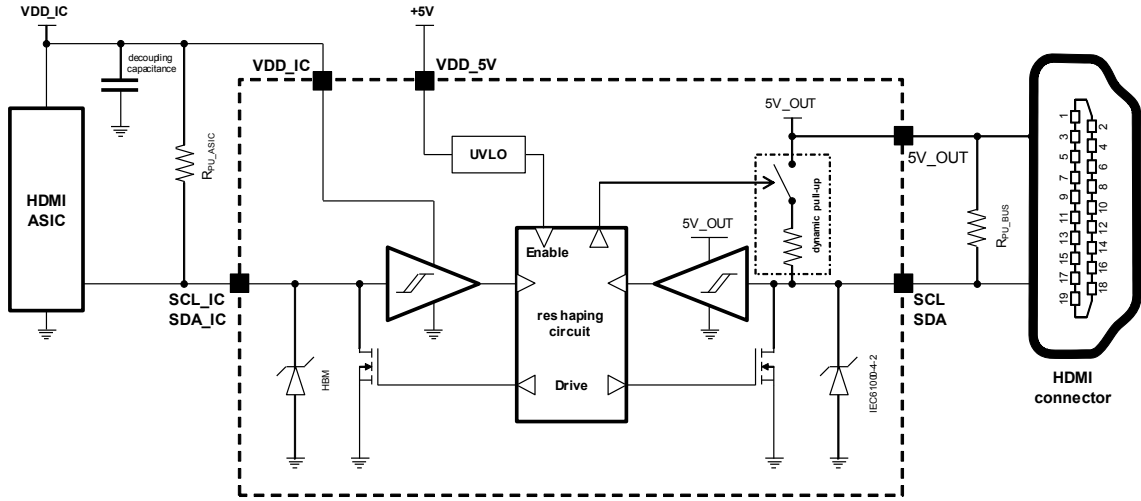 VDD_IC
+5V
decoupling
capacitance
VDD_IC
VDD_5V
5V_OUT
5V_OUT
RPU_ASIC
UVLO
HDMI
ASIC
dynamic pull-up
RPU_BUS
5V_OUT
Enable
SCL_IC
SDA_IC
reshaping
circuit
SCL
SDA
HBM
Drive
IEC61000-4-2
1
3
5
7
9
11
13
15
17
19
2
4
6
8
10
12
14
16
18
HDMI
connector